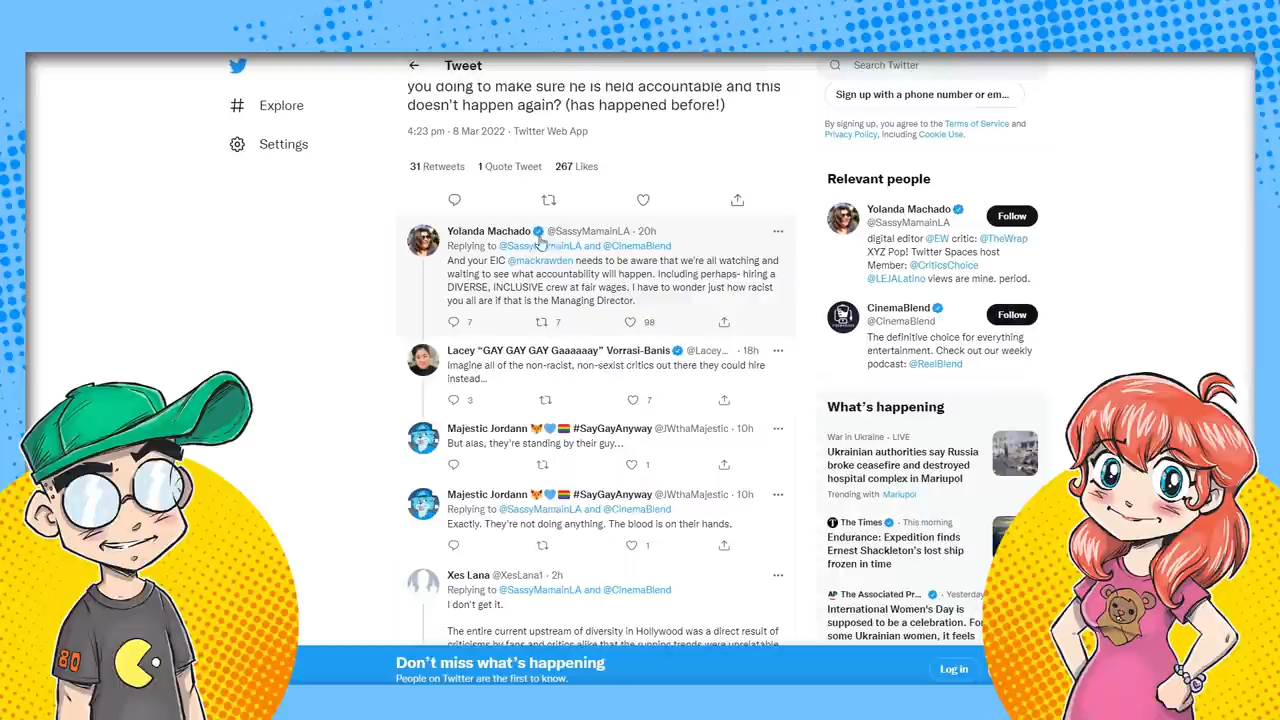 Tweet
Explore
Settings
you doing to make sure he is held accountable and this
doesn't happen again? (has happened before!)
4:23 pm · 8 Mar 2022 · Twitter Web App
31 Retweets 1 Quote Tweet 267 Likes
Yolanda Machado @SassyMamainLA · 20h
Replying to @SassyMamainLA and @CinemaBlend
And your EIC @mackrawden needs to be aware that we're all watching and
waiting to see what accountability will happen. Including perhaps- hiring a
DIVERSE, INCLUSIVE crew at fair wages. I have to wonder just how racist
you all are if that is the Managing Director.
7 7 98
Lacey “GAY GAY GAY Gaaaaay” Vorrasi-Banis @Lacey... · 18h
Imagine all of the non-racist, non-sexist critics out there they could hire
instead...
3 7
Majestic Jordann 🦊💙🏳️‍🌈 #SayGayAnyway @JWthaMajestic · 10h
But alas, they're standing by their guy...
1
Majestic Jordann 🦊💙🏳️‍🌈 #SayGayAnyway @JWthaMajestic · 10h
Replying to @SassyMamainLA and @CinemaBlend
Exactly. They're not doing anything. The blood is on their hands.
1
Xes Lana @XesLana1 · 2h
Replying to @SassyMamainLA and @CinemaBlend
I don't get it.
The entire current upstream of diversity in Hollywood was a direct result of
criticisms by fans and critics alike that the running trends were unrelatable
Search Twitter
Sign up with a phone number or em...
By signing up, you agree to the Terms of Service and
Privacy Policy, including Cookie Use.
Relevant people
Yolanda Machado
@SassyMamainLA
Follow
digital editor @EW critic: @TheWrap
XYZ Pop! Twitter Spaces host
Member: @CriticsChoice
@LEJALatino views are mine. period.
CinemaBlend
@CinemaBlend
Follow
The definitive choice for everything
entertainment. Check out our weekly
podcast: @ReelBlend
What's happening
War in Ukraine · LIVE
Ukrainian authorities say Russia
broke ceasefire and destroyed
hospital complex in Mariupol
Trending with Mariupol
The Times · This morning
Endurance: Expedition finds
Ernest Shackleton's lost ship
frozen in time
AP The Associated Pr... · Yesterday
International Women's Day is
supposed to be a celebration. For
some Ukrainian women, it feels
Don't miss what's happening
People on Twitter are the first to know.
Log in
80